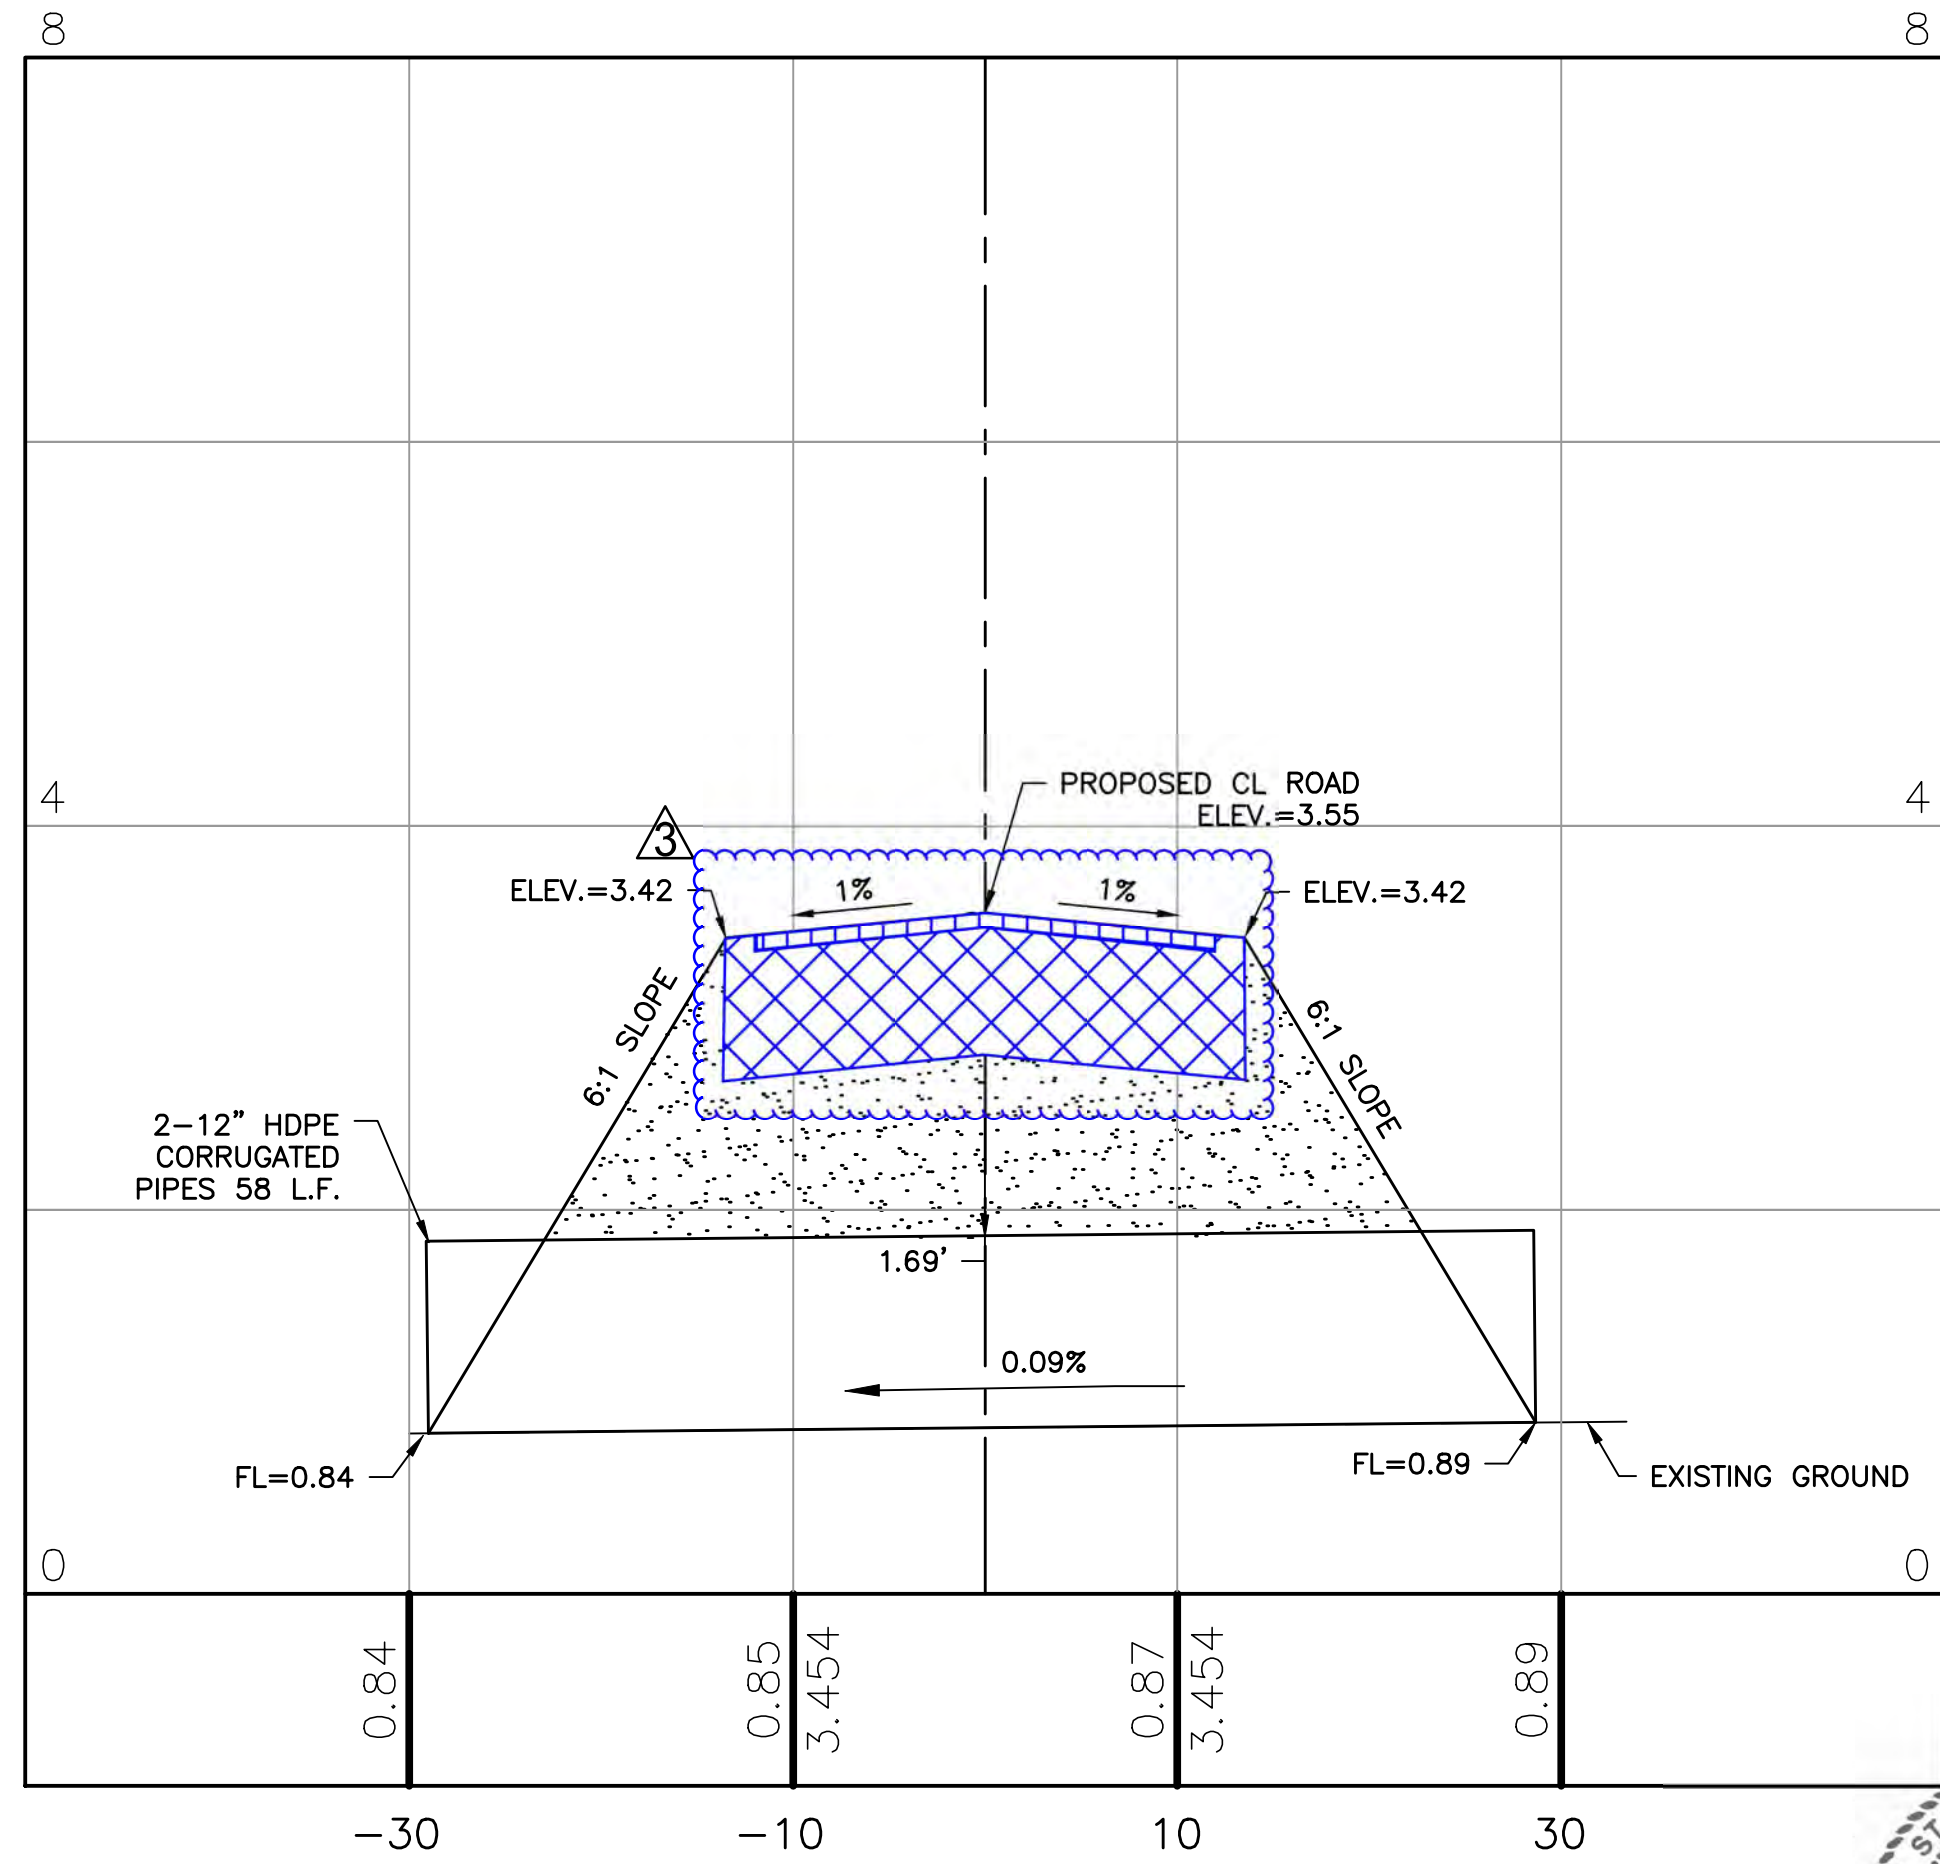 8 8
4 4
PROPOSED CL ROAD
ELEV.=3.55
3
ELEV.=3.42
1%
1%
ELEV.=3.42
6:1 SLOPE
6:1 SLOPE
2-12" HDPE
CORRUGATED
PIPES 58 L.F.
1.69'
0.09%
FL=0.84
FL=0.89
EXISTING GROUND
0 0
0.84
0.85
3.454
0.87
3.454
0.89
-30 -10 10 30